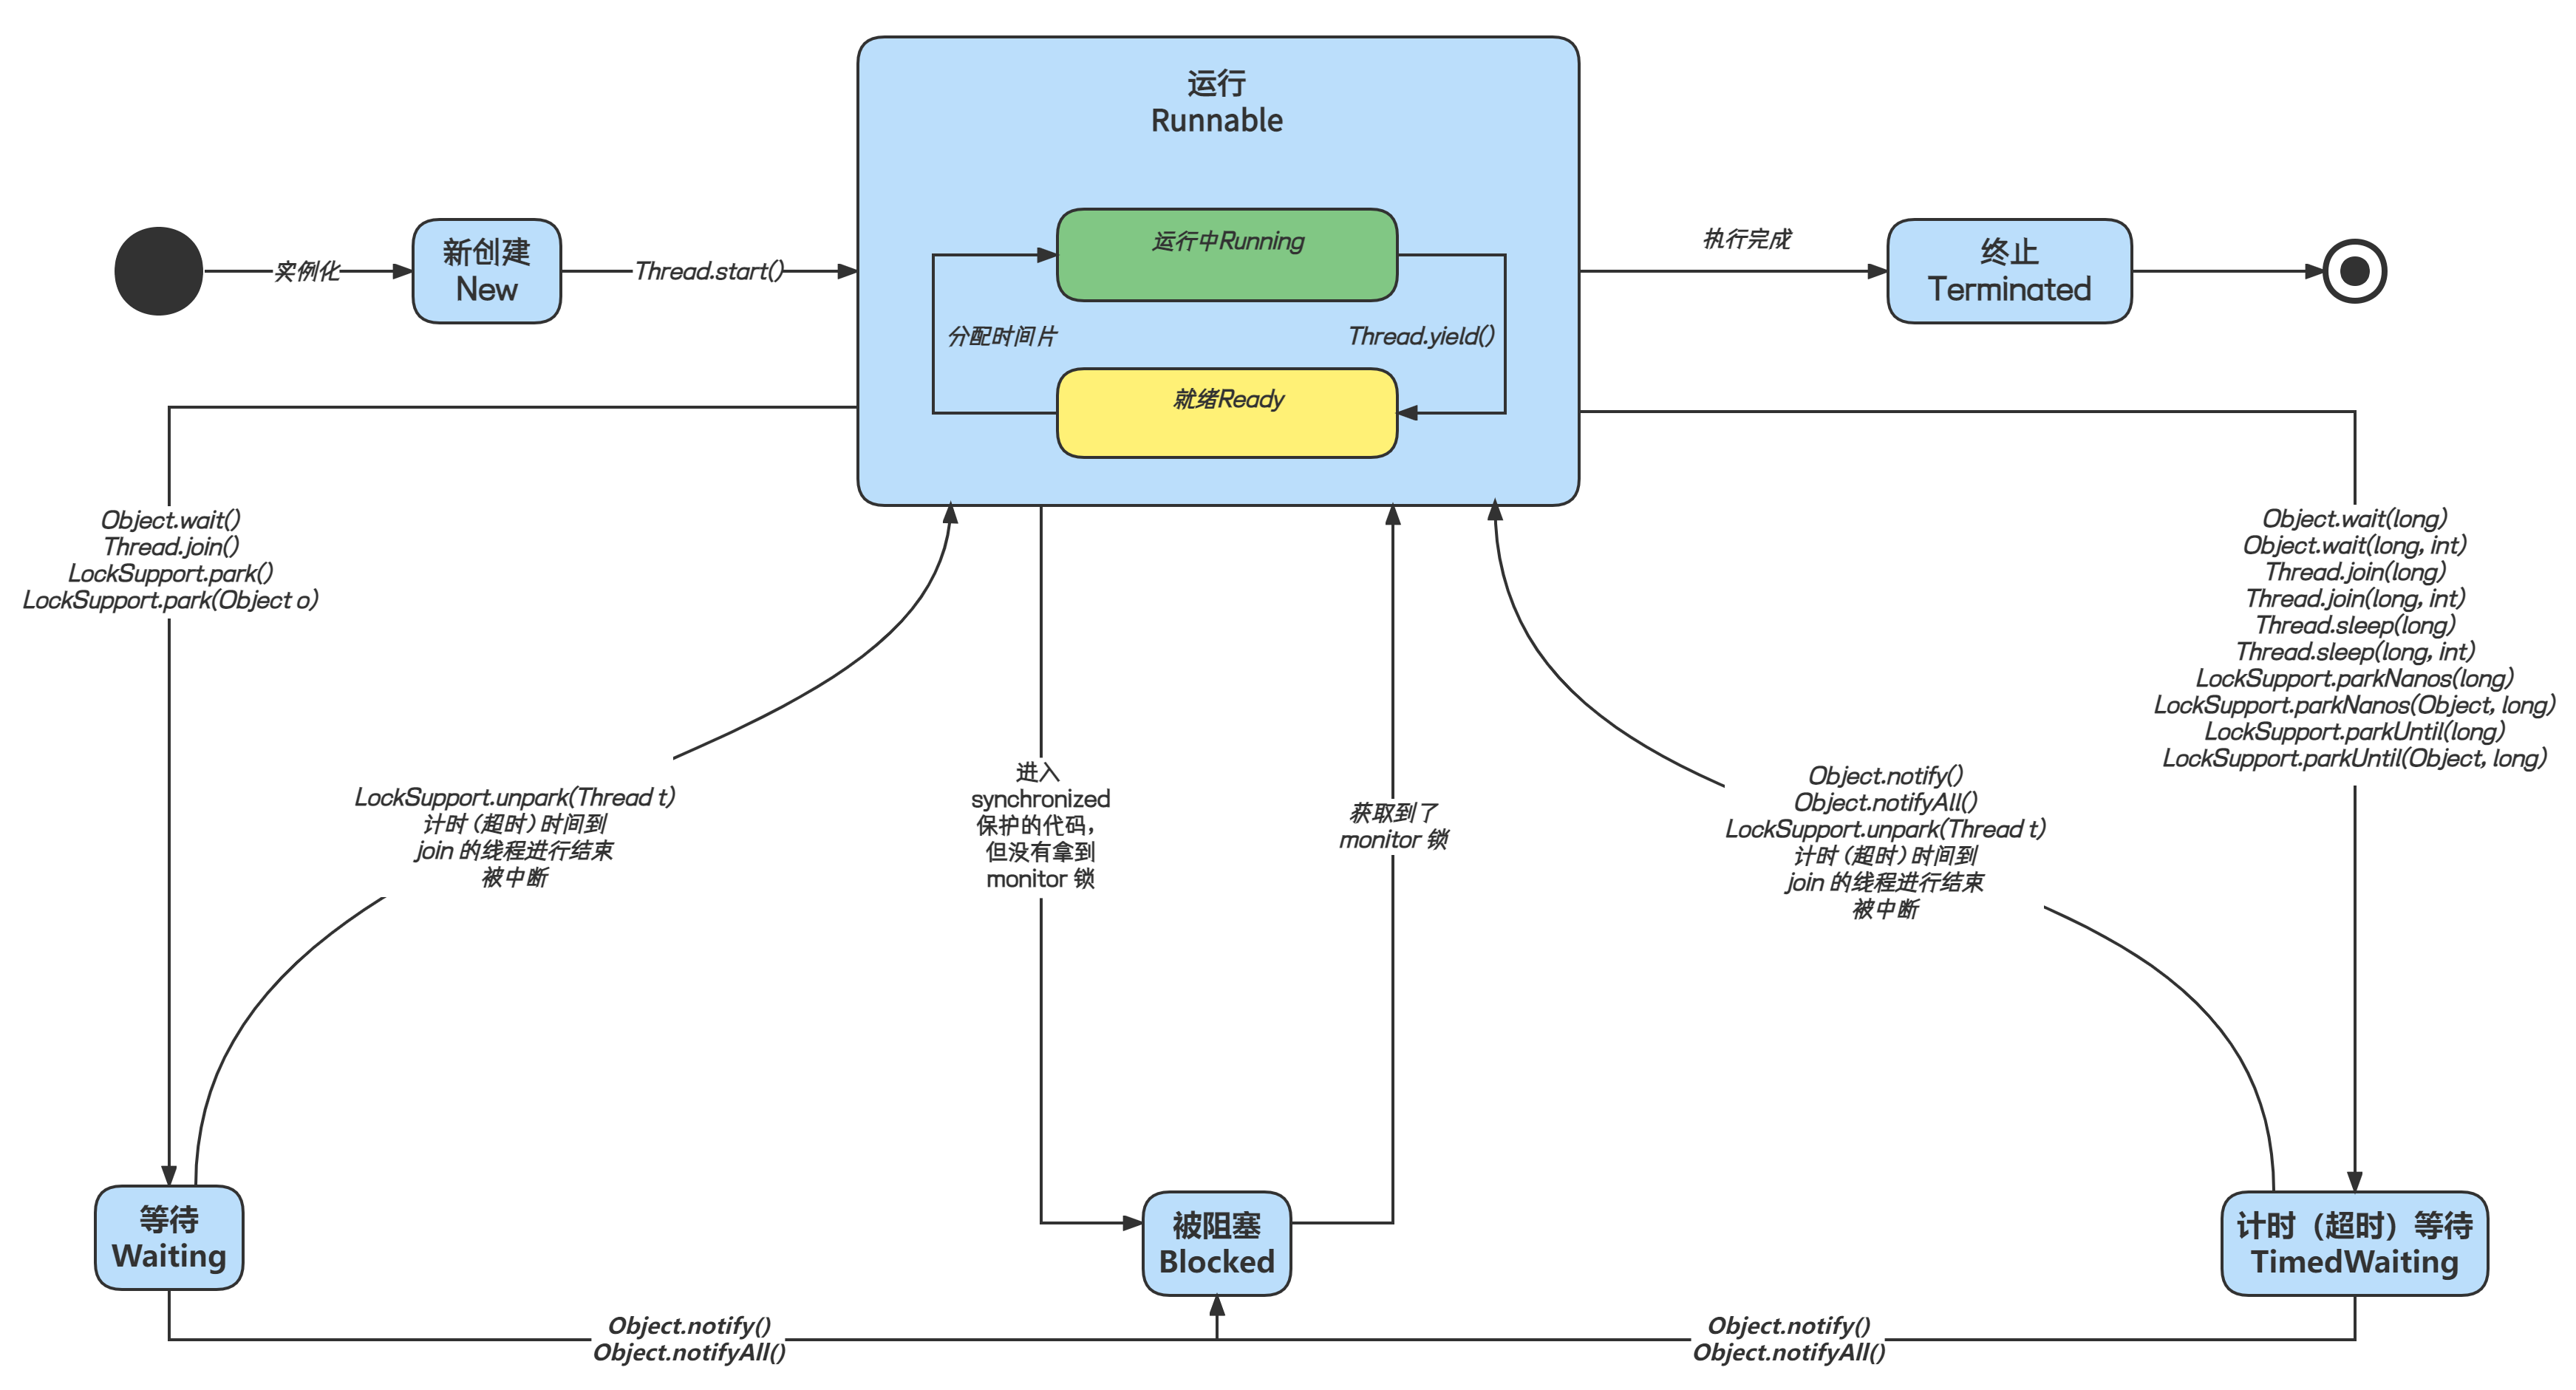 运行
Runnable
实例化
新创建
New
Thread.start()
运行中Running
分配时间片
Thread.yield()
就绪Ready
执行完成
终止
Terminated
Object.wait()
Thread.join()
LockSupport.park()
LockSupport.park(Object o)
LockSupport.unpark(Thread t)
计时（超时）时间到
join 的线程进行结束
被中断
进入
synchronized
保护的代码，
但没有拿到
monitor 锁
获取到了
monitor 锁
Object.notify()
Object.notifyAll()
LockSupport.unpark(Thread t)
计时（超时）时间到
join 的线程进行结束
被中断
Object.wait(long)
Object.wait(long, int)
Thread.join(long)
Thread.join(long, int)
Thread.sleep(long)
Thread.sleep(long, int)
LockSupport.parkNanos(long)
LockSupport.parkNanos(Object, long)
LockSupport.parkUntil(long)
LockSupport.parkUntil(Object, long)
等待
Waiting
被阻塞
Blocked
计时（超时）等待
TimedWaiting
Object.notify()
Object.notifyAll()
Object.notify()
Object.notifyAll()